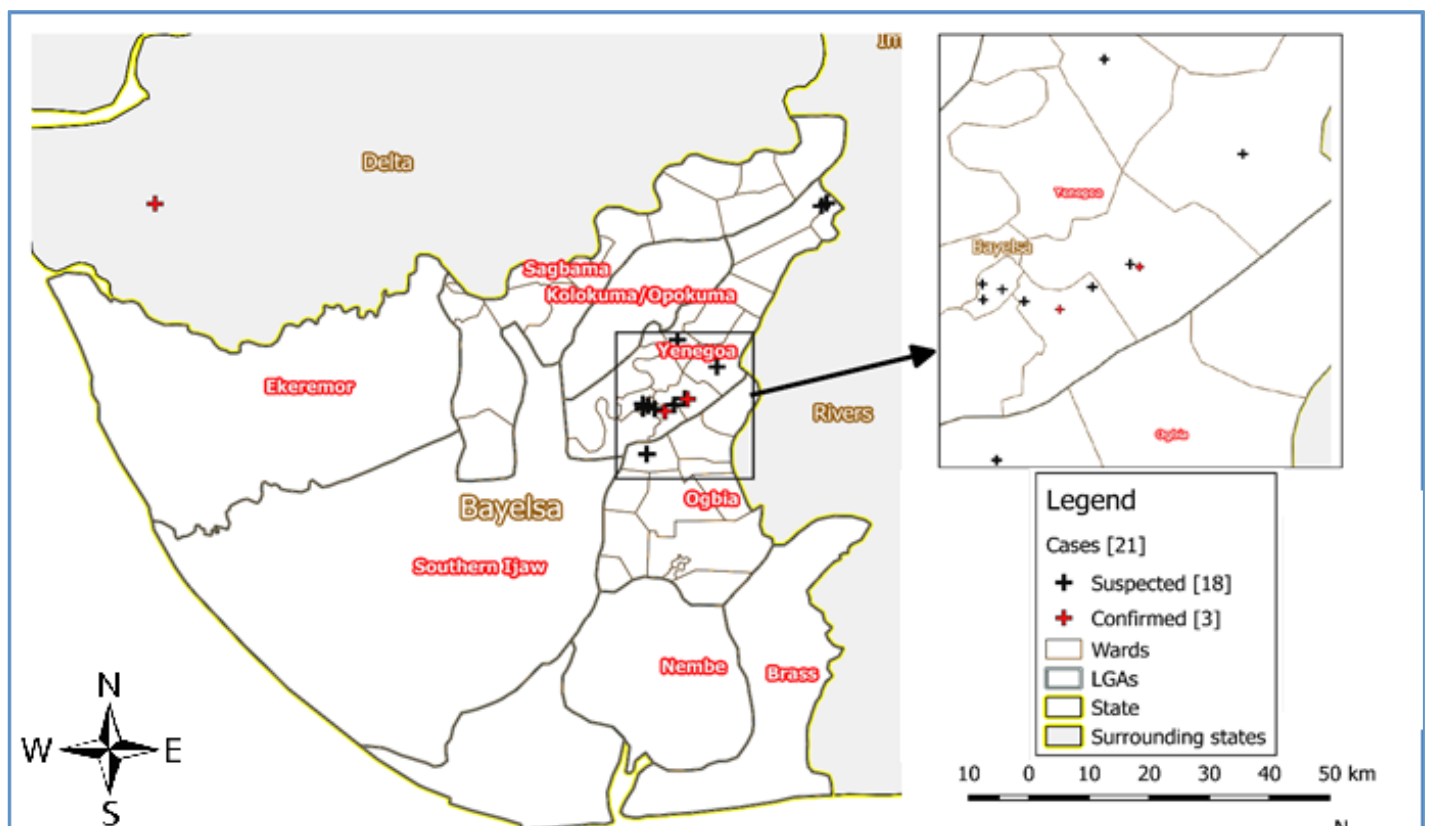 Im
Delta
Sagbama
Kolokuma/Opokuma
Yenegoa
Ekeremor
Rivers
Bayelsa
Ogbia
Southern Ijaw
Nembe
Brass
N
W
E
S
Yenegoa
Bayelsa
Ogbia
Legend
Cases [21]
Suspected [18]
Confirmed [3]
Wards
LGAs
State
Surrounding states
10 0 10 20 30 40 50 km
N